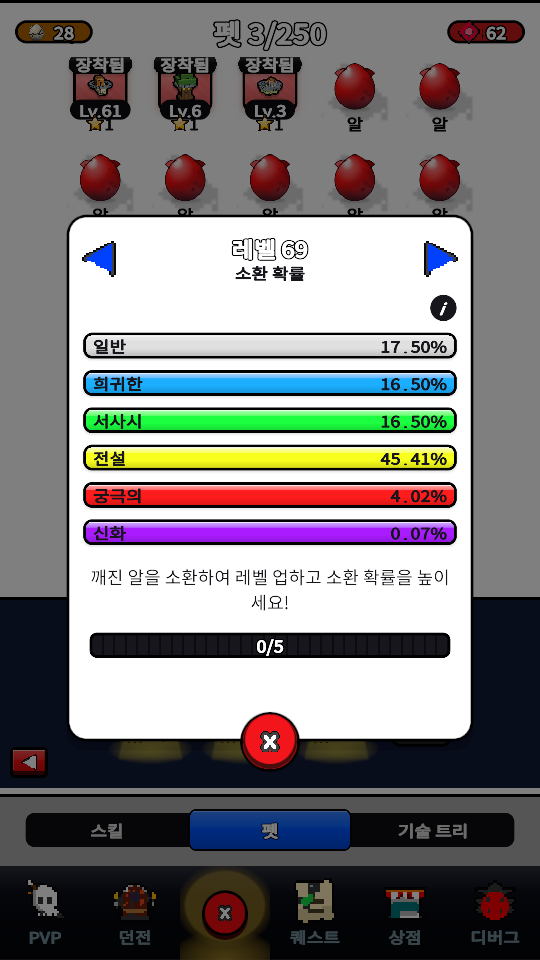 28
펫 3/250
62
장착됨
장착됨
장착됨
Lv.61
Lv.6
Lv.3
알
알
1
1
1
알
알
알
알
알
레벨 69
소환 확률
i
일반 17.50%
희귀한 16.50%
서사시 16.50%
전설 45.41%
궁극의 4.02%
신화 0.07%
깨진 알을 소환하여 레벨 업하고 소환 확률을 높이
세요!
0/5
스킬
펫
기술 트리
PVP
던전
퀘스트
상점
디버그